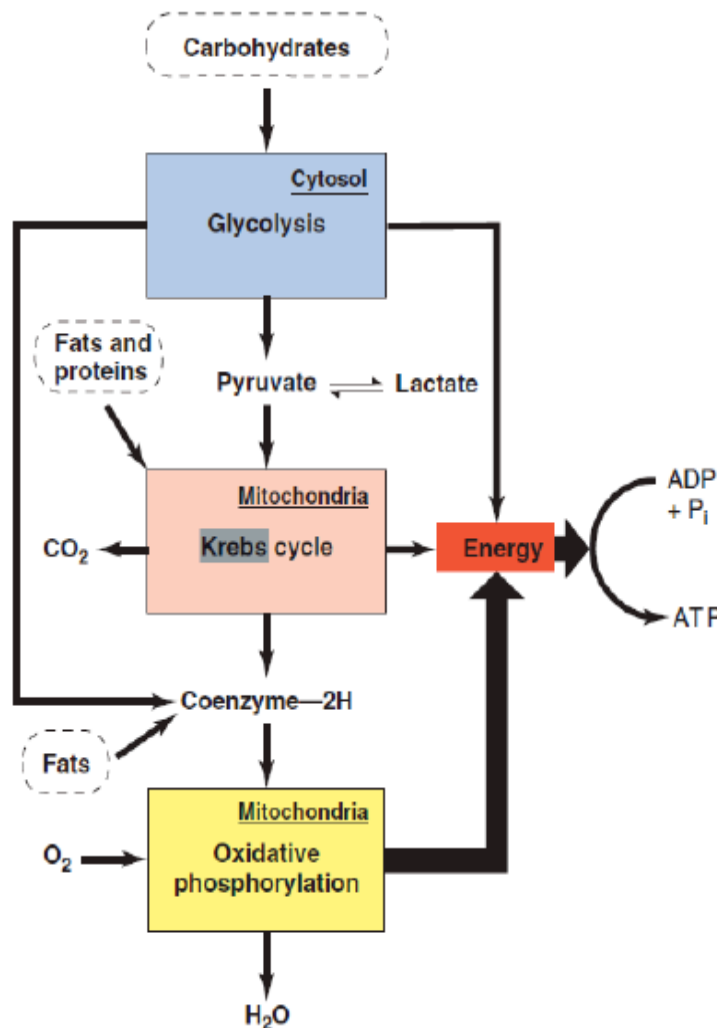 Carbohydrates
Cytosol
Glycolysis
Fats and
proteins
Pyruvate
Lactate
Mitochondria
Krebs cycle
CO₂
Energy
ADP
+ Pᵢ
ATP
Coenzyme—2H
Fats
Mitochondria
Oxidative
phosphorylation
O₂
H₂O